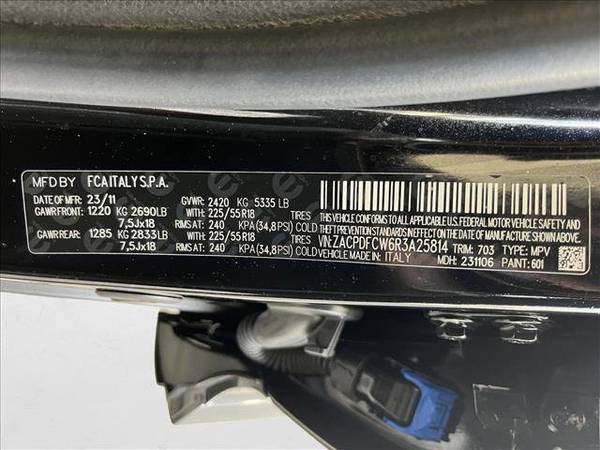 MFD BY FCA ITALY S.P.A.
DATE OF MFR: 23/11 GVWR: 2420 KG 5335 LB
GAWR FRONT: 1220 KG 2690LB WITH: 225/55R18 TIRES
7,5Jx18 RIMS AT: 240 KPA (34,8PSI) COLD
GAWR REAR: 1285 KG 2833LB WITH: 225/55R18 TIRES
7,5Jx18 RIMS AT: 240 KPA (34,8PSI) COLD
THIS VEHICLE CONFORMS TO ALL APPLICABLE U.S. FEDERAL MOTOR VEHICLE SAFETY AND
THEFT PREVENTION STANDARDS IN EFFECT ON THE DATE OF MANUFACTURE SHOWN ABOVE
VIN: ZACPDFCW6R3A25814 TRIM: 703 TYPE: MPV
VEHICLE MADE IN: ITALY MDH: 231106 PAINT: 601